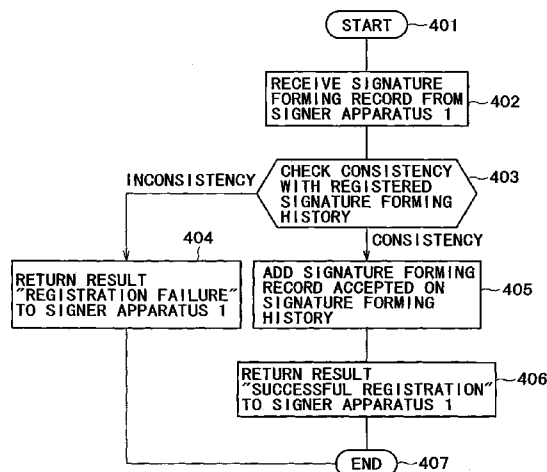 START
401
RECEIVE SIGNATURE
FORMING RECORD FROM
SIGNER APPARATUS 1
402
CHECK CONSISTENCY
WITH REGISTERED
SIGNATURE FORMING
HISTORY
403
INCONSISTENCY
CONSISTENCY
404
RETURN RESULT
"REGISTRATION FAILURE"
TO SIGNER APPARATUS 1
ADD SIGNATURE FORMING
RECORD ACCEPTED ON
SIGNATURE FORMING
HISTORY
405
RETURN RESULT
"SUCCESSFUL REGISTRATION"
TO SIGNER APPARATUS 1
406
END
407